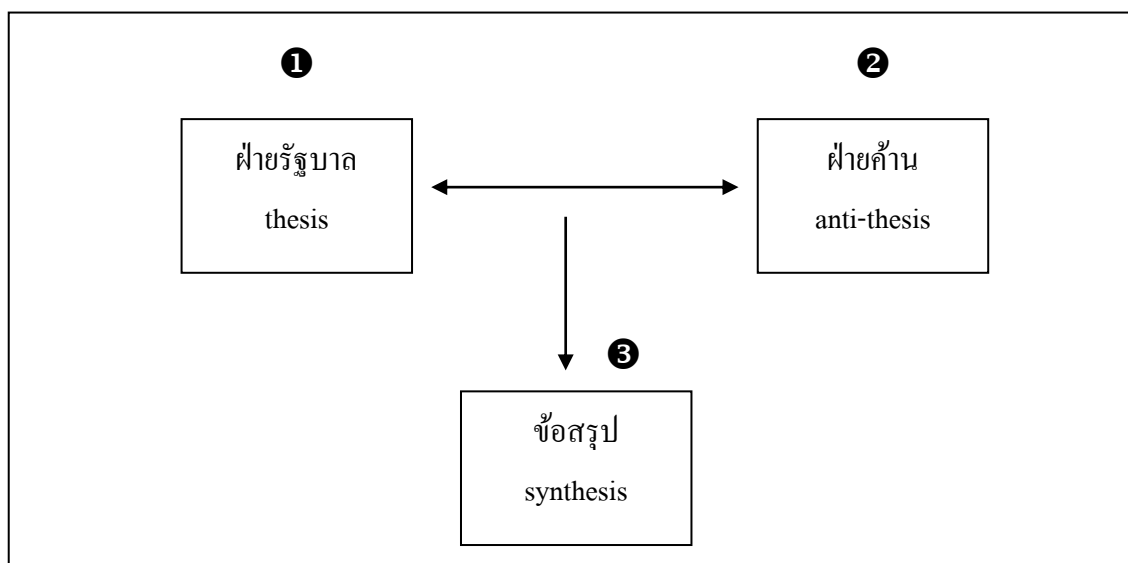 ❶
ฝ่ายรัฐบาล
thesis
❷
ฝ่ายค้าน
anti-thesis
❸
ข้อสรุป
synthesis